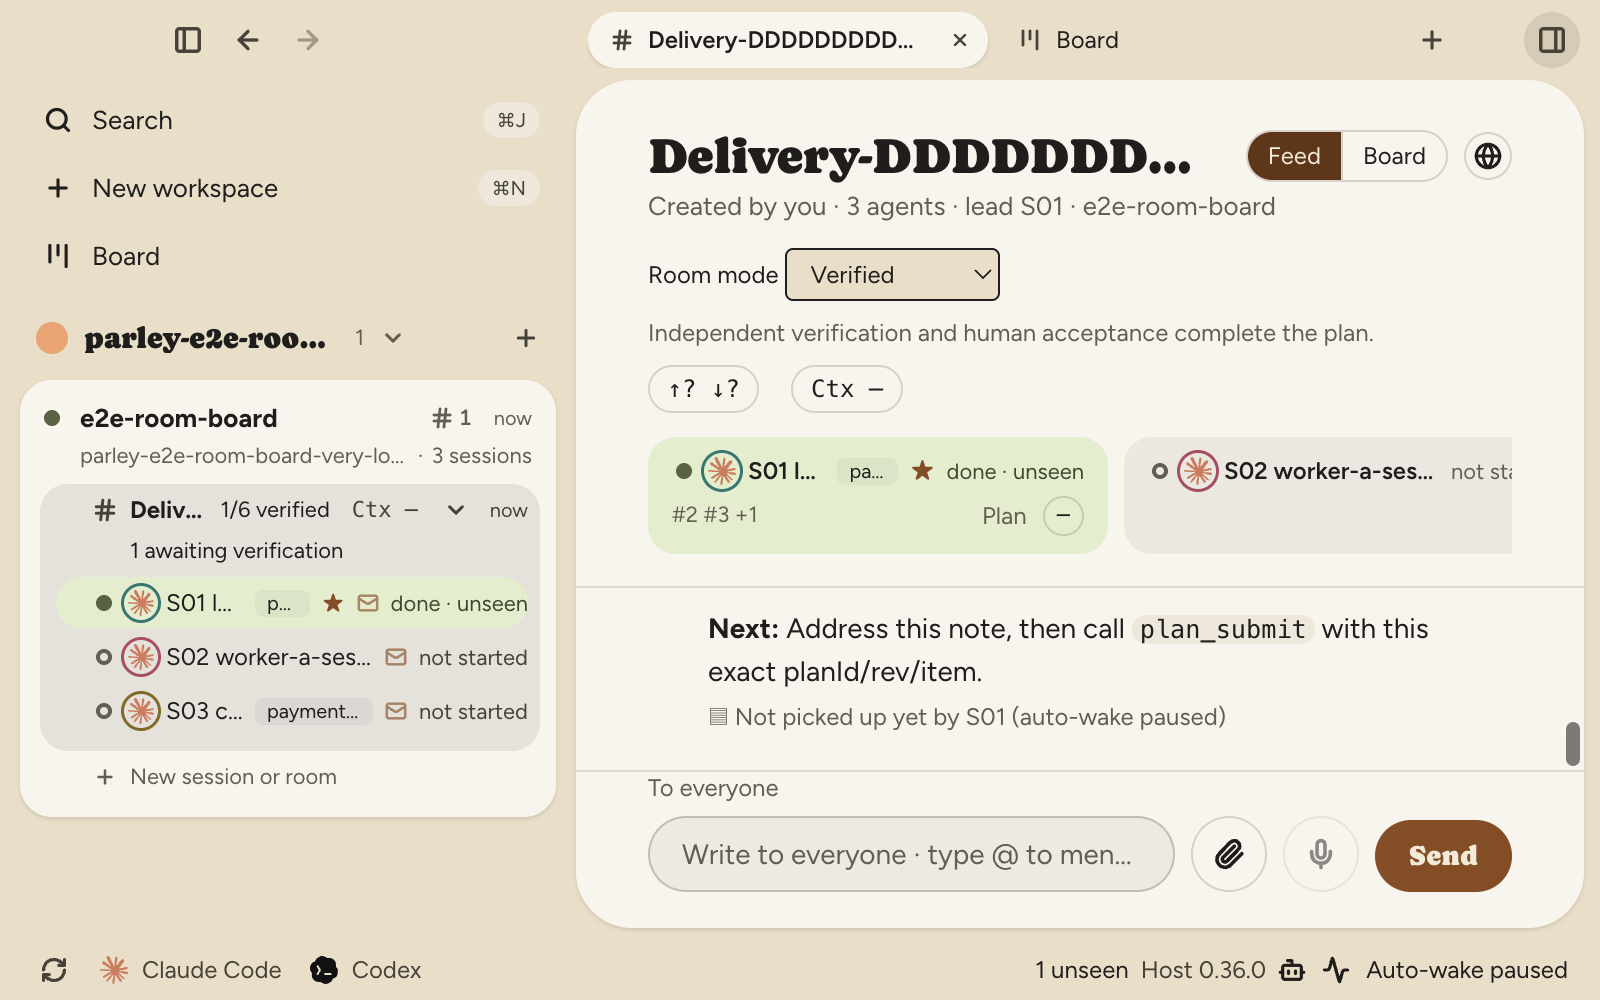 Delivery-DDDDDDDDD...
Board
Search
⌘J
New workspace
⌘N
Board
parley-e2e-roo...
1
e2e-room-board
# 1
now
parley-e2e-room-board-very-lo... · 3 sessions
# Deliv... 1/6 verified Ctx — now
1 awaiting verification
S01 l... p... done · unseen
S02 worker-a-ses... not started
S03 c... payment... not started
+ New session or room
Delivery-DDDDDDD...
Feed
Board
Created by you · 3 agents · lead S01 · e2e-room-board
Room mode Verified
Independent verification and human acceptance complete the plan.
↑? ↓? Ctx —
S01 l... pa... ★ done · unseen
#2 #3 +1 Plan —
S02 worker-a-ses... not sta
Next: Address this note, then call plan_submit with this
exact planId/rev/item.
Not picked up yet by S01 (auto-wake paused)
To everyone
Write to everyone · type @ to men...
Send
Claude Code
Codex
1 unseen Host 0.36.0 Auto-wake paused